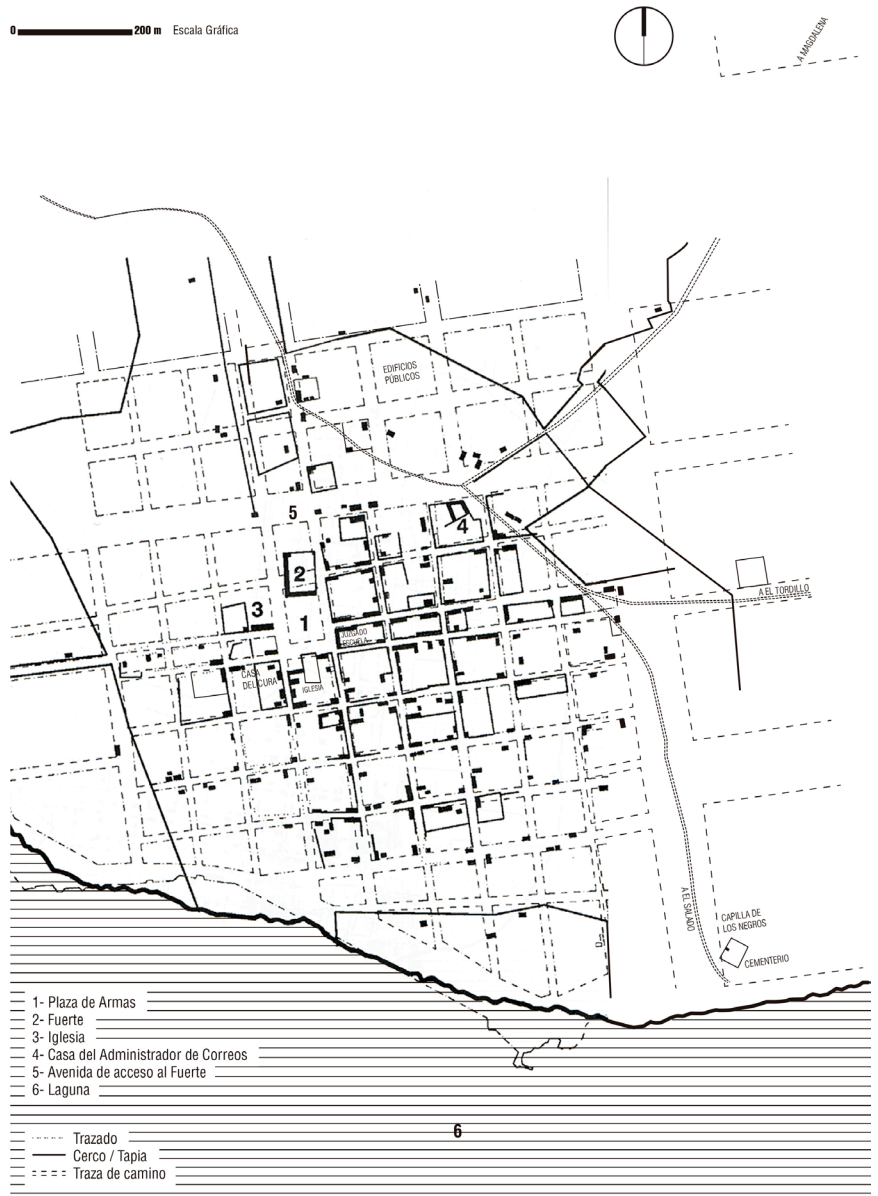 0 200 m Escala Gráfica
A MAGDALENA
EDIFICIOS
PÚBLICOS
5
4
2
A EL TORDILLO
3
1
JUZGADO
ESCUELA
CASA
DEL CURA
IGLESIA
A EL SALADO
CAPILLA DE
LOS NEGROS
CEMENTERIO
1- Plaza de Armas
2- Fuerte
3- Iglesia
4- Casa del Administrador de Correos
5- Avenida de acceso al Fuerte
6- Laguna
6
Trazado
Cerco / Tapia
Traza de camino